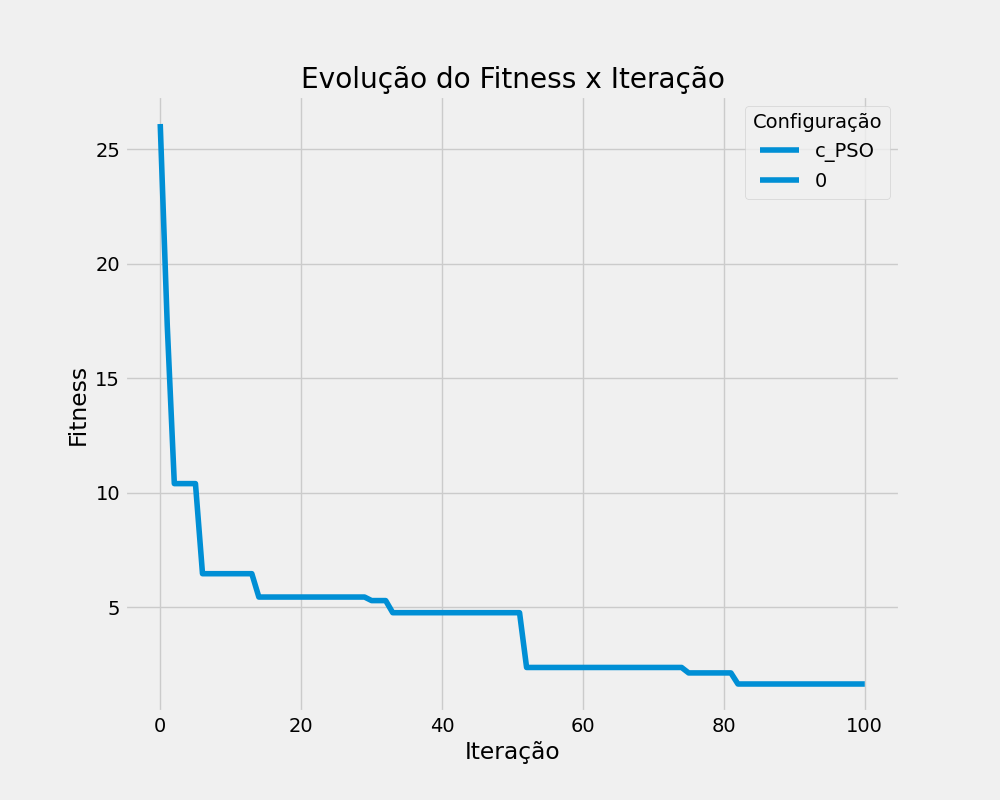 Evolução do Fitness x Iteração
Configuração
c_PSO
0
25
20
15
10
5
Fitness
0 20 40 60 80 100
Iteração